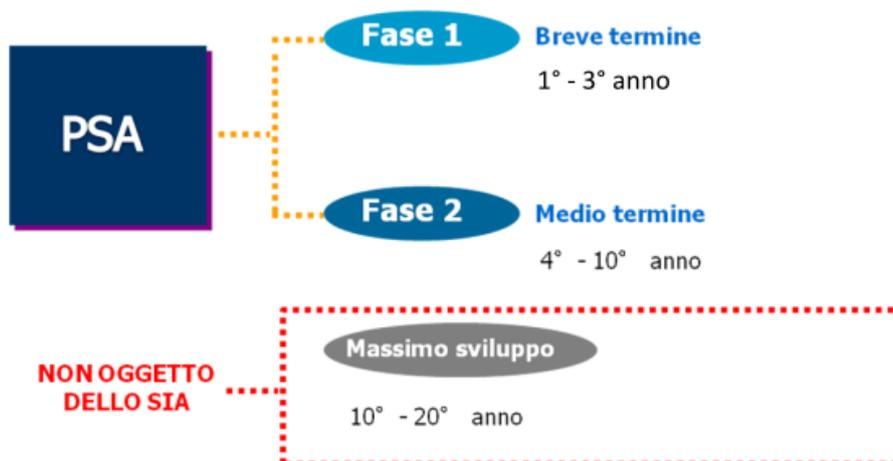 PSA
Fase 1
Breve termine
1° - 3° anno
Fase 2
Medio termine
4° - 10° anno
Massimo sviluppo
NON OGGETTO
DELLO SIA
10° - 20° anno